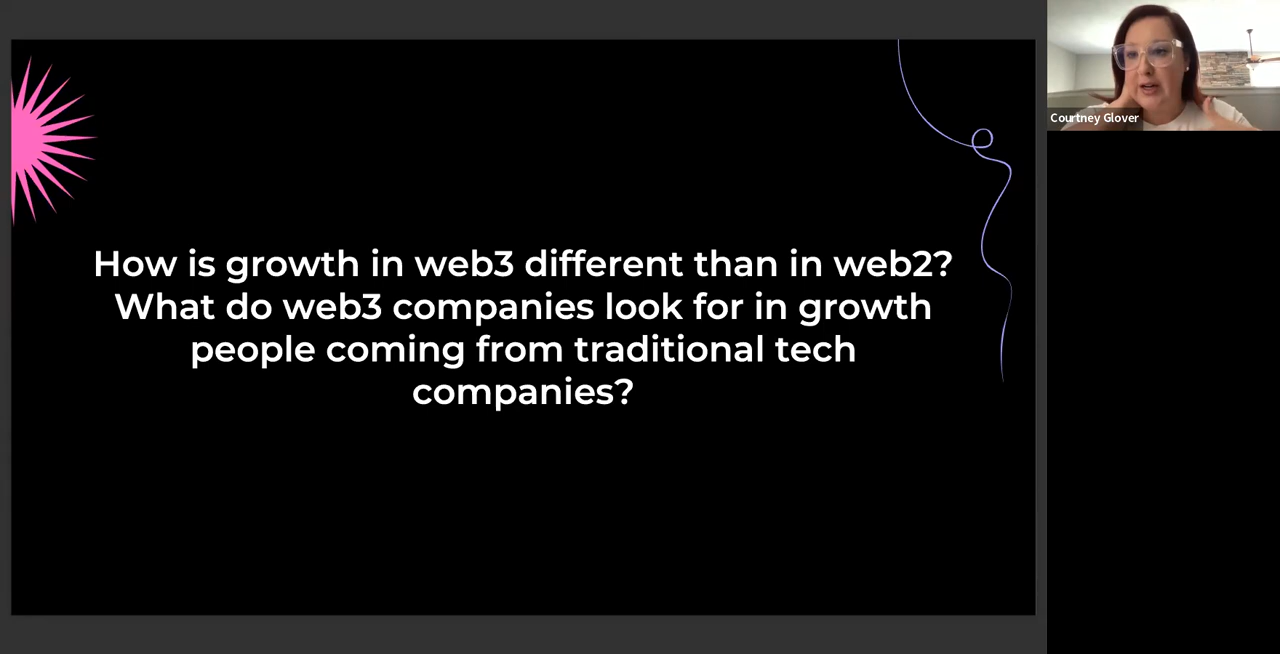 How is growth in web3 different than in web2?
What do web3 companies look for in growth
people coming from traditional tech
companies?
Courtney Glover